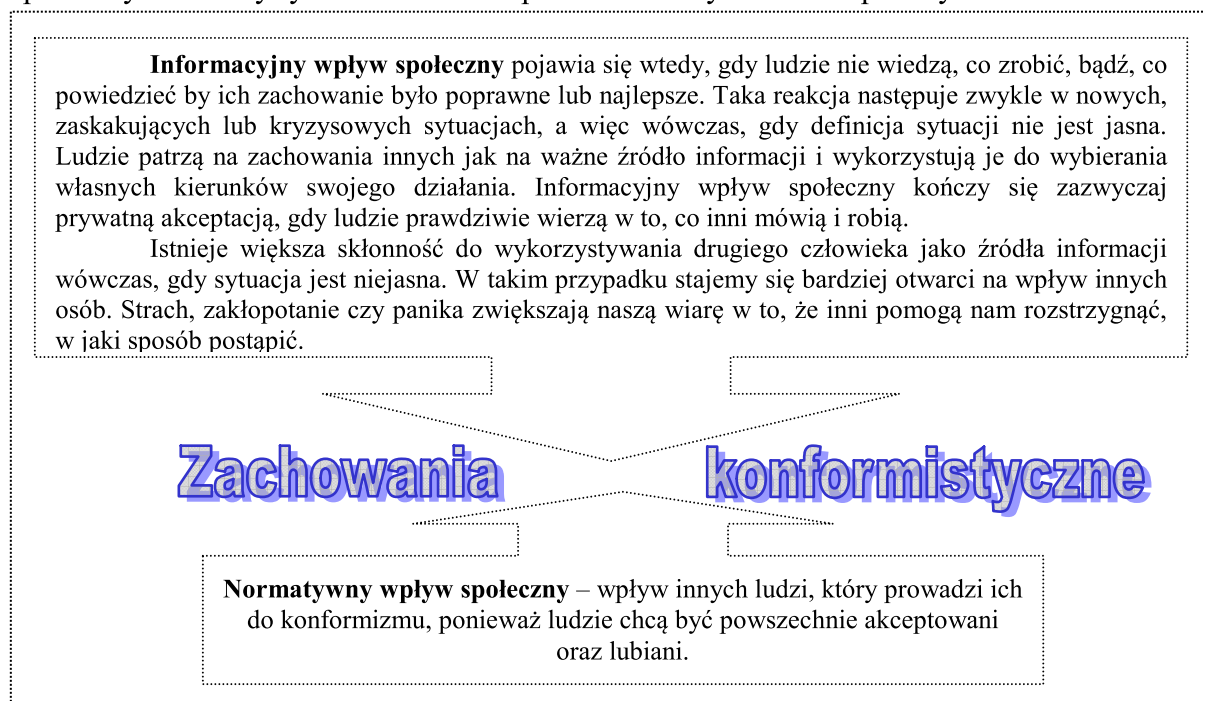 Informacyjny wpływ społeczny pojawia się wtedy, gdy ludzie nie wiedzą, co zrobić, bądź, co
powiedzieć by ich zachowanie było poprawne lub najlepsze. Taka reakcja następuje zwykle w nowych,
zaskakujących lub kryzysowych sytuacjach, a więc wówczas, gdy definicja sytuacji nie jest jasna.
Ludzie patrzą na zachowania innych jak na ważne źródło informacji i wykorzystują je do wybierania
własnych kierunków swojego działania. Informacyjny wpływ społeczny kończy się zazwyczaj
prywatną akceptacją, gdy ludzie prawdziwie wierzą w to, co inni mówią i robią.
Istnieje większa skłonność do wykorzystywania drugiego człowieka jako źródła informacji
wówczas, gdy sytuacja jest niejasna. W takim przypadku stajemy się bardziej otwarci na wpływ innych
osób. Strach, zakłopotanie czy panika zwiększają naszą wiarę w to, że inni pomogą nam rozstrzygnąć,
w jaki sposób postąpić.
Zachowania konformistyczne
Normatywny wpływ społeczny – wpływ innych ludzi, który prowadzi ich
do konformizmu, ponieważ ludzie chcą być powszechnie akceptowani
oraz lubiani.